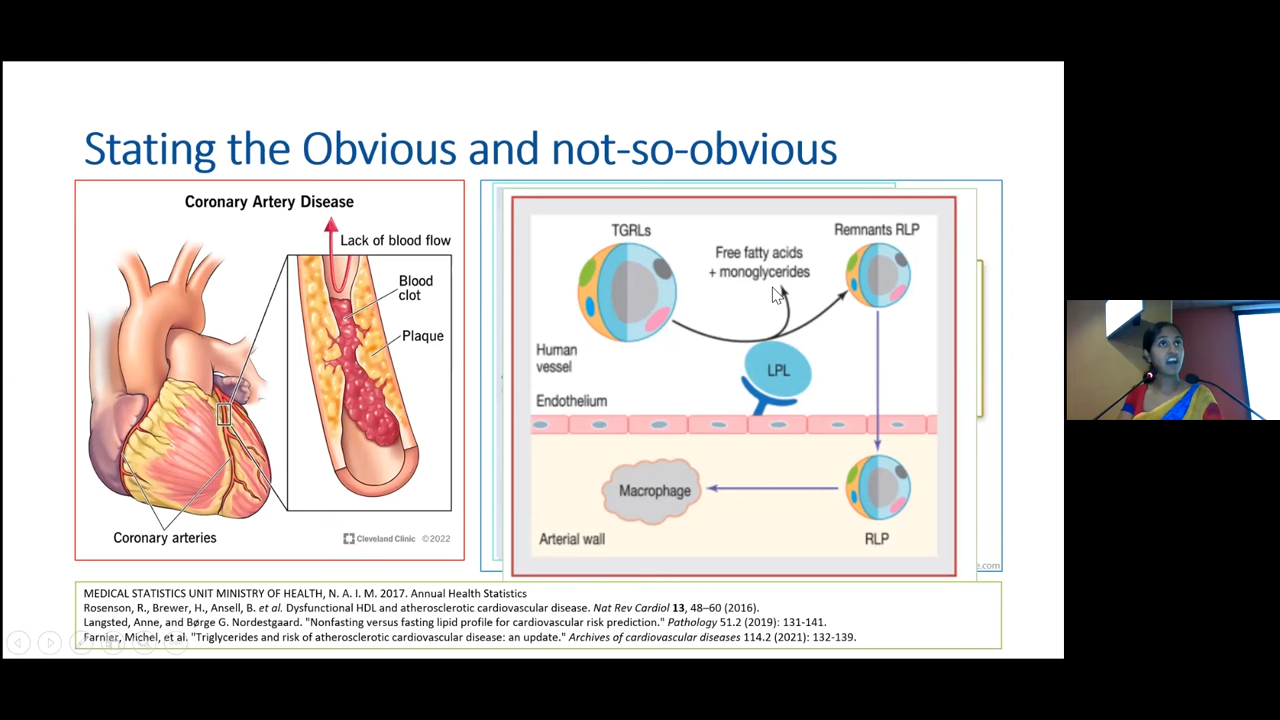 Stating the Obvious and not-so-obvious
Coronary Artery Disease
Lack of blood flow
Blood
clot
Plaque
Coronary arteries
Cleveland Clinic ©2022
TGRLs
Remnants RLP
Free fatty acids
+ monoglycerides
Human
vessel
LPL
Endothelium
Macrophage
Arterial wall
RLP
e.com
MEDICAL STATISTICS UNIT MINISTRY OF HEALTH, N. A. I. M. 2017. Annual Health Statistics
Rosenson, R., Brewer, H., Ansell, B. et al. Dysfunctional HDL and atherosclerotic cardiovascular disease. Nat Rev Cardiol 13, 48–60 (2016).
Langsted, Anne, and Børge G. Nordestgaard. "Nonfasting versus fasting lipid profile for cardiovascular risk prediction." Pathology 51.2 (2019): 131-141.
Farnier, Michel, et al. "Triglycerides and risk of atherosclerotic cardiovascular disease: an update." Archives of cardiovascular diseases 114.2 (2021): 132-139.